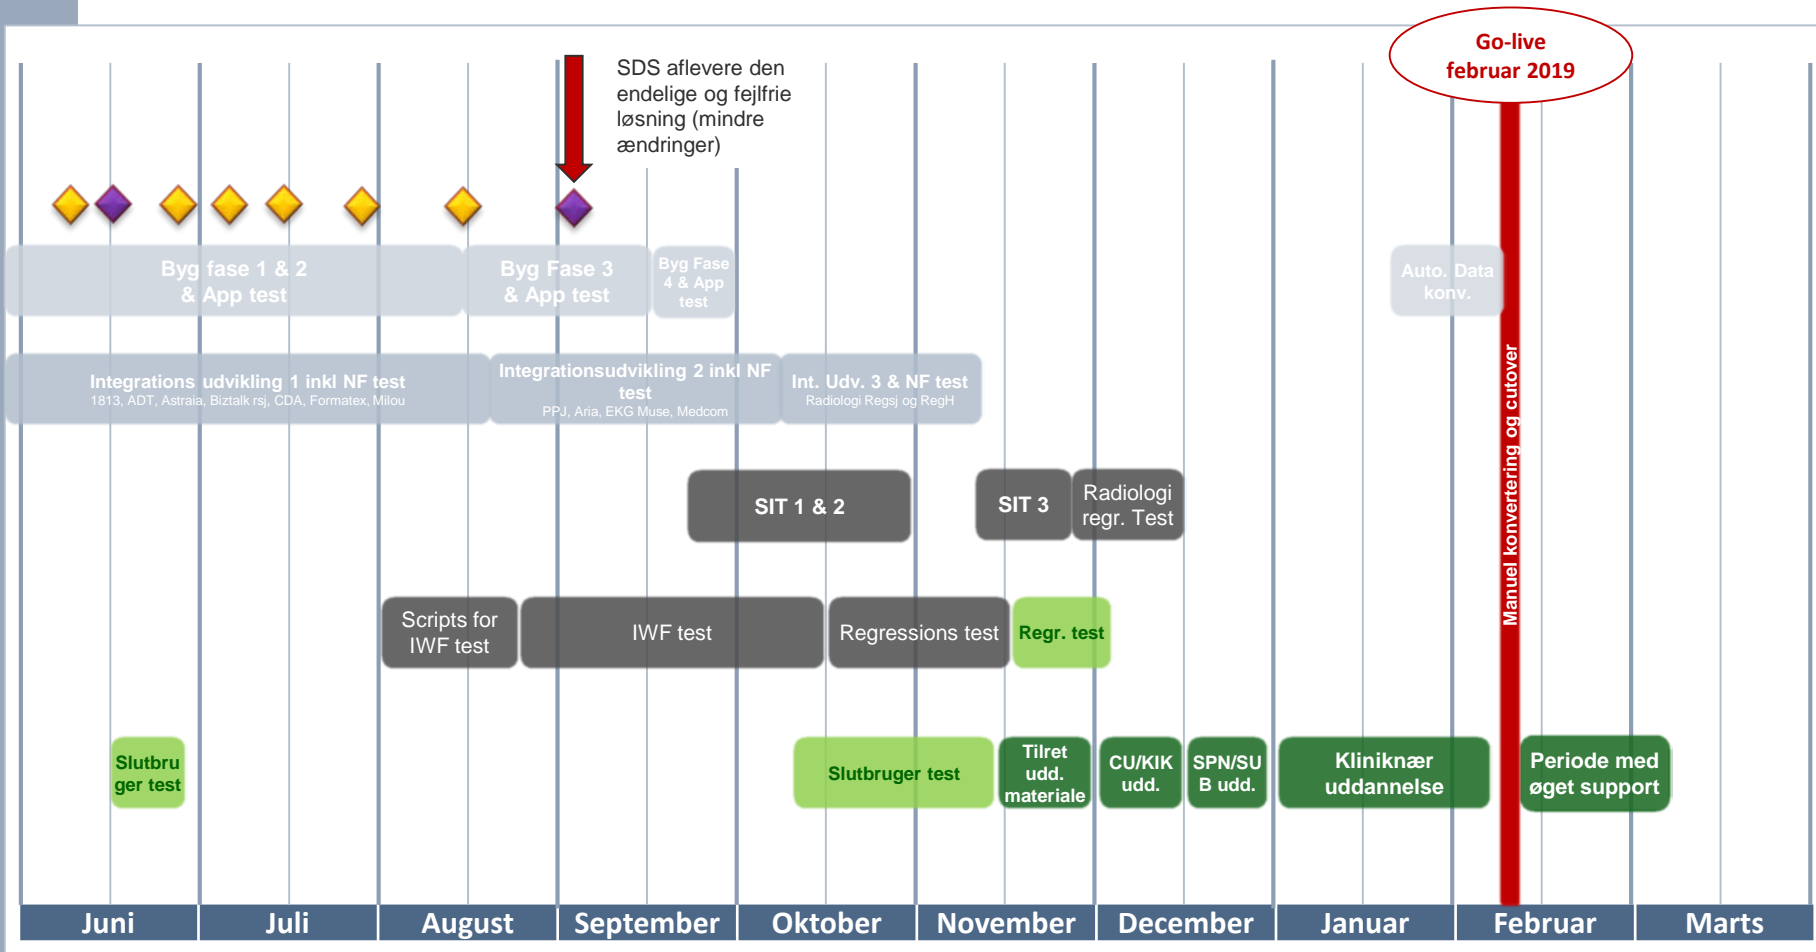 Go-live
februar 2019
SDS aflevere den
endelige og fejlfrie
løsning (mindre
ændringer)
Byg fase 1 & 2
& App test
Byg Fase 3
& App test
Byg Fase
4 & App
test
Auto. Data
konv.
Integrations udvikling 1 inkl NF test
1813, ADT, Astraia, Biztalk rsj, CDA, Formatex, Milou
Integrationsudvikling 2 inkl NF
test
PPJ, Aria, EKG Muse, Medcom
Int. Udv. 3 & NF test
Radiologi Regsj og RegH
Manuel konvertering og cutover
SIT 1 & 2
SIT 3
Radiologi
regr. Test
Scripts for
IWF test
IWF test
Regressions test
Regr. test
Slutbru
ger test
Slutbruger test
Tilret
udd.
materiale
CU/KIK
udd.
SPN/SU
B udd.
Kliniknær
uddannelse
Periode med
øget support
Juni
Juli
August
September
Oktober
November
December
Januar
Februar
Marts